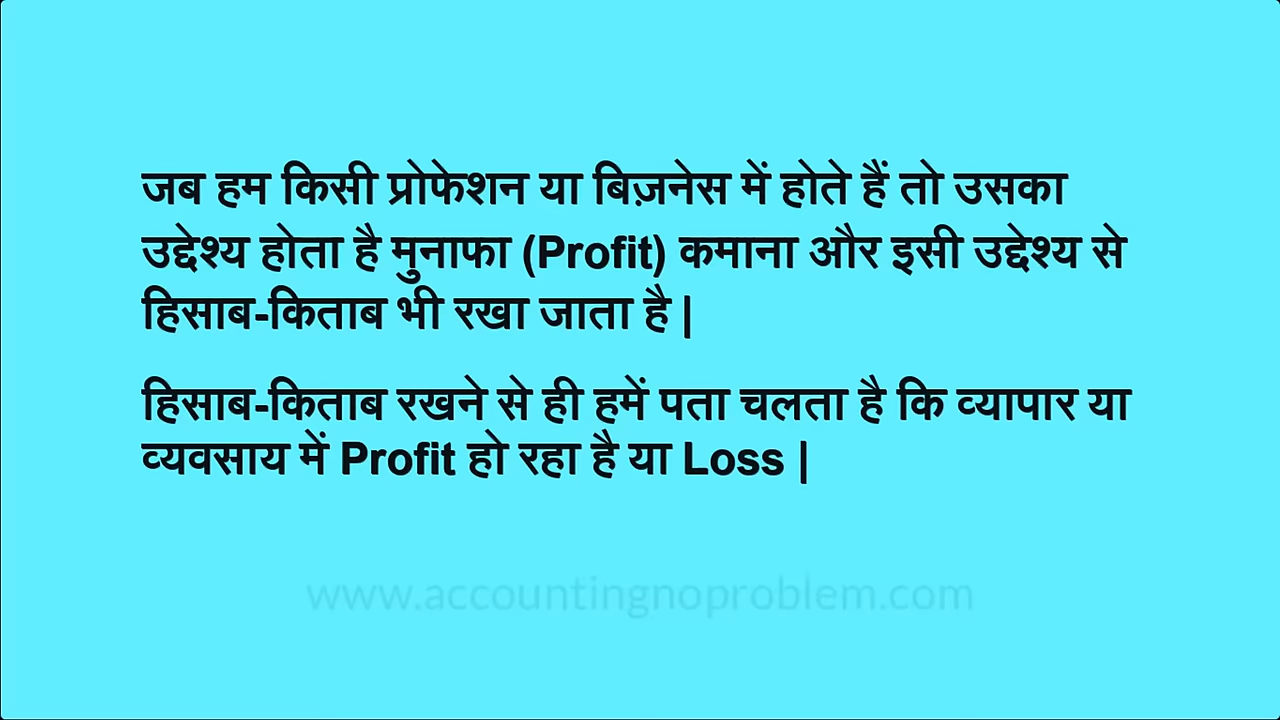 जब हम किसी प्रोफेशन या बिज़नेस में होते हैं तो उसका
उद्देश्य होता है मुनाफा (Profit) कमाना और इसी उद्देश्य से
हिसाब-किताब भी रखा जाता है |
हिसाब-किताब रखने से ही हमें पता चलता है कि व्यापार या
व्यवसाय में Profit हो रहा है या Loss |
www.accountingnoproblem.com